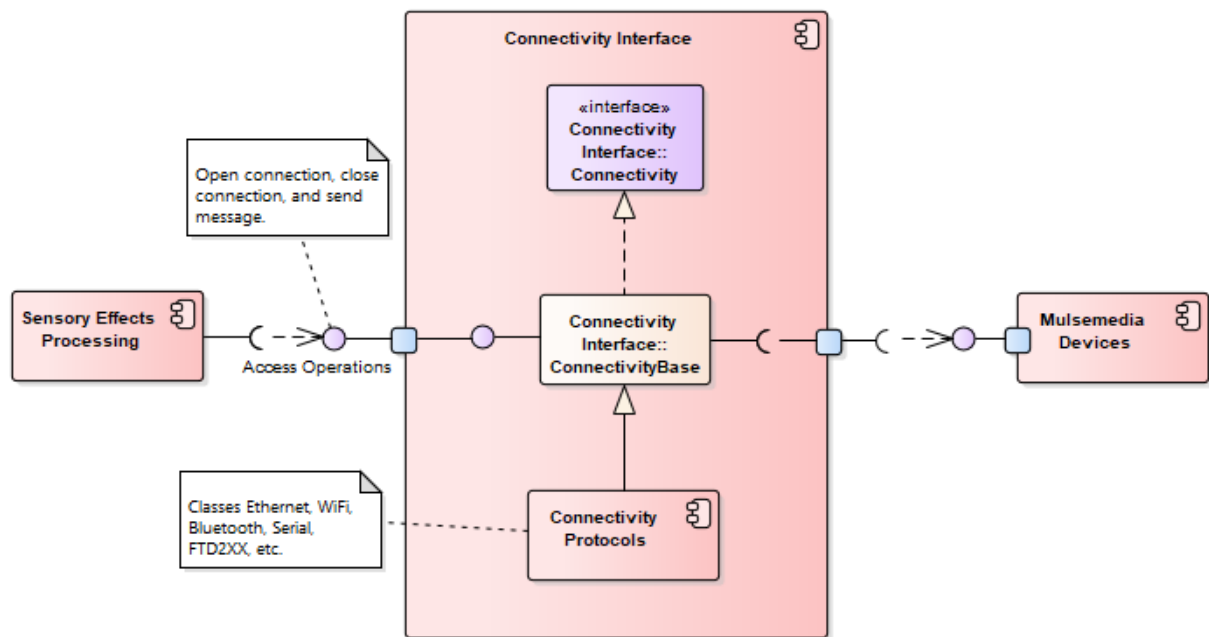 Connectivity Interface
«interface»
Connectivity
Interface::
Connectivity
Open connection, close
connection, and send
message.
Sensory Effects
Processing
Access Operations
Connectivity
Interface::
ConnectivityBase
Mulsemedia
Devices
Classes Ethernet, WiFi,
Bluetooth, Serial,
FTD2XX, etc.
Connectivity
Protocols